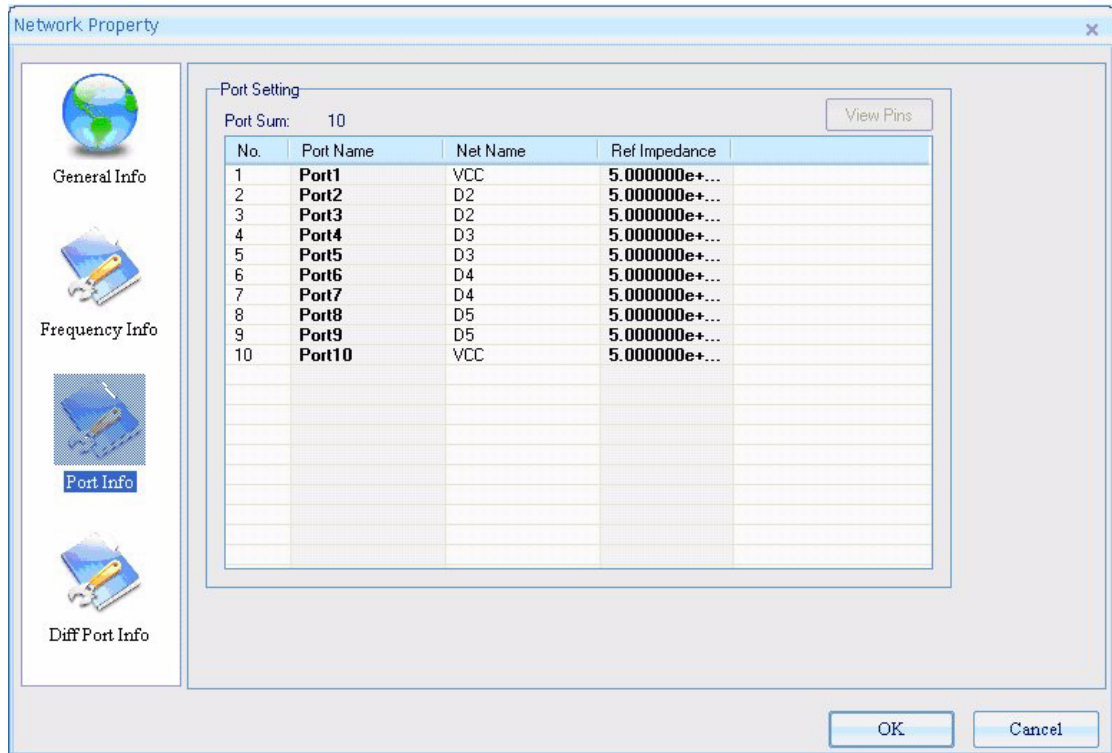 Network Property
General Info
Frequency Info
Port Info
Diff Port Info
Port Setting
Port Sum: 10
View Pins
No. Port Name Net Name Ref Impedance
1 Port1 VCC 5.000000e+...
2 Port2 D2 5.000000e+...
3 Port3 D2 5.000000e+...
4 Port4 D3 5.000000e+...
5 Port5 D3 5.000000e+...
6 Port6 D4 5.000000e+...
7 Port7 D4 5.000000e+...
8 Port8 D5 5.000000e+...
9 Port9 D5 5.000000e+...
10 Port10 VCC 5.000000e+...
OK Cancel